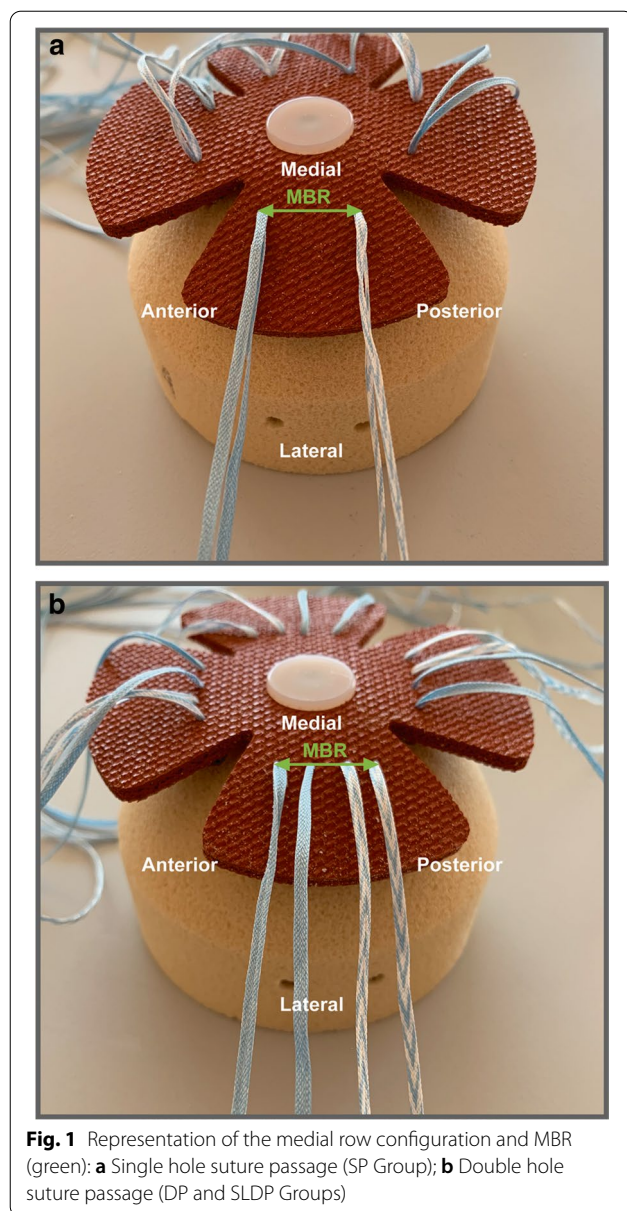 a
Medial
MBR
Anterior
Posterior
Lateral
b
Medial
MBR
Anterior
Posterior
Lateral
Fig. 1 Representation of the medial row configuration and MBR
(green): a Single hole suture passage (SP Group); b Double hole
suture passage (DP and SLDP Groups)